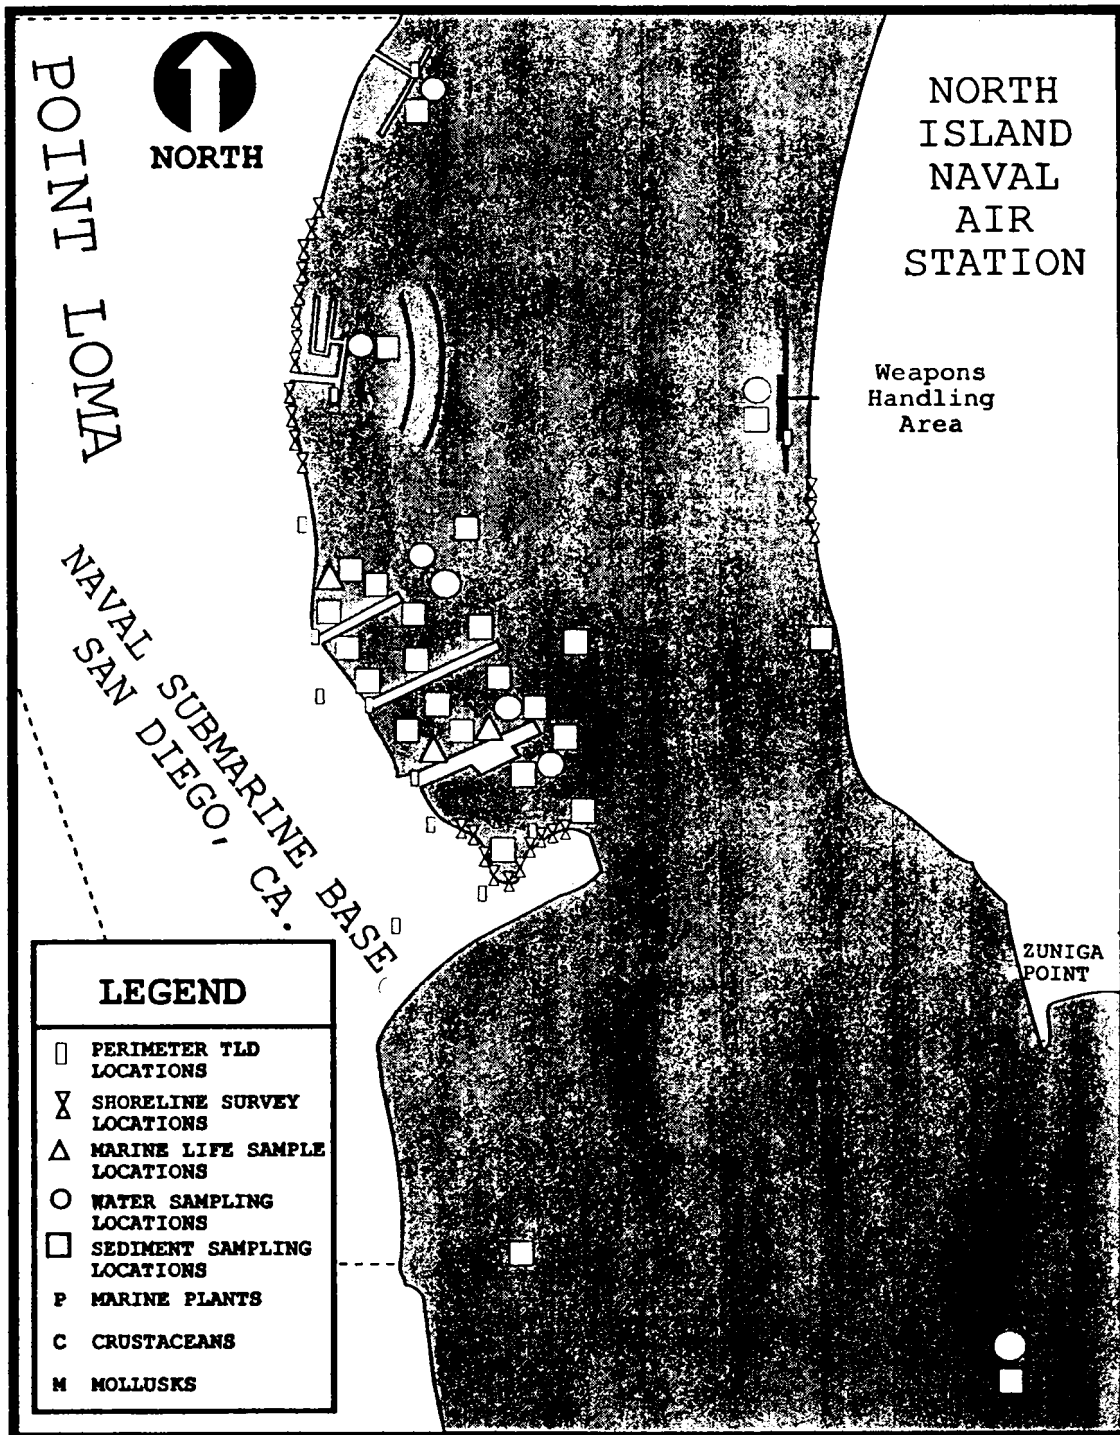 POINT LOMA
NORTH
NORTH
ISLAND
NAVAL
AIR
STATION
Weapons
Handling
Area
NAVAL SUBMARINE BASE
SAN DIEGO, CA.
ZUNIGA
POINT
LEGEND
PERIMETER TLD
LOCATIONS
SHORELINE SURVEY
LOCATIONS
MARINE LIFE SAMPLE
LOCATIONS
WATER SAMPLING
LOCATIONS
SEDIMENT SAMPLING
LOCATIONS
P MARINE PLANTS
C CRUSTACEANS
M MOLLUSKS